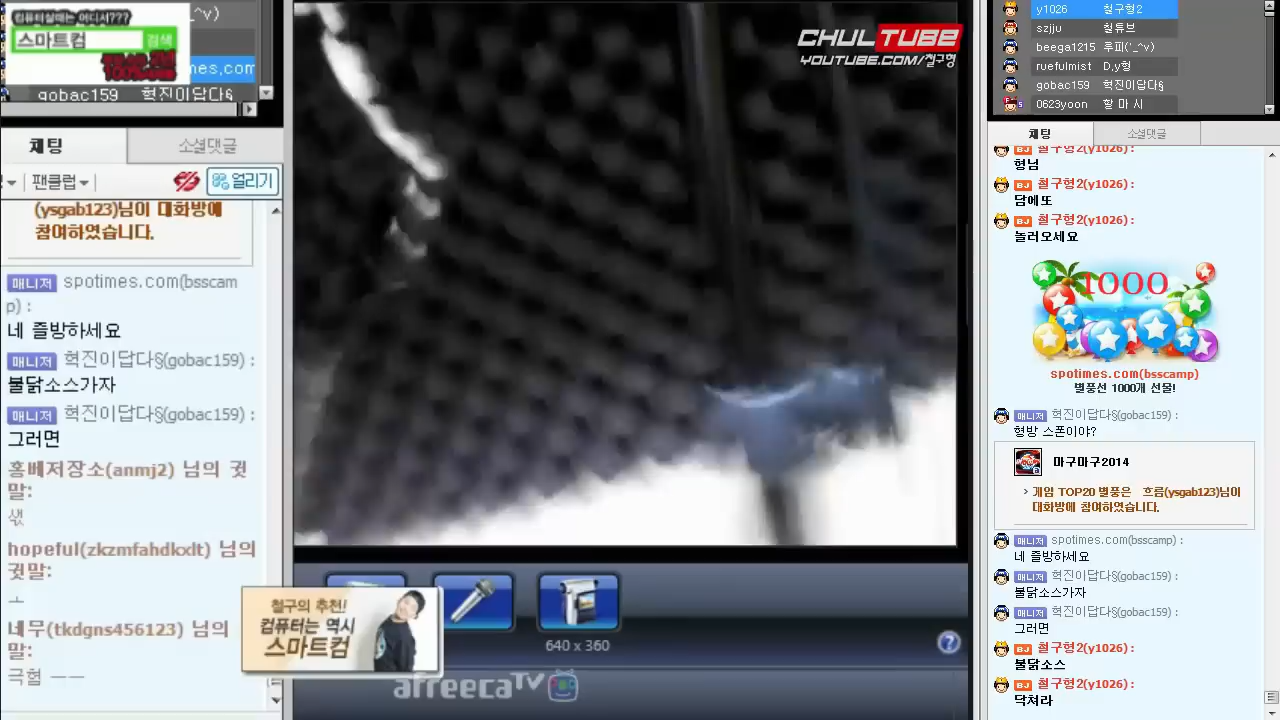 컴퓨터살때는 어디서???
스마트컴
검색
gobac159 혁진이답다§
채팅
소셜댓글
팬클럽
얼리기
(ysgab123)님이 대화방에
참여하였습니다.
매니저 spotimes.com(bsscam
p) :
네 즐방하세요
매니저 혁진이답다§(gobac159) :
불닭소스가자
매니저 혁진이답다§(gobac159) :
그러면
홍베저장소(anmj2) 님의 귓
말:
hopeful(zkzmfahdkxlt) 님의
귓말:
ㅗ
네무(tkdgns456123) 님의
말:
극혐 ㅡㅡ
철구의 추천!
컴퓨터는 역시
스마트컴
640 x 360
afreecaTV
CHULTUBE
YOUTUBE.COM/철구형
y1026 철구형2
szjju 철튜브
beega1215 루피('_^v)
ruefulmist D,y형
gobac159 혁진이답다§
0623yoon 할 마 시
채팅
소셜댓글
BJ 철구형2(y1026) :
형님
BJ 철구형2(y1026) :
담에또
BJ 철구형2(y1026) :
놀러오세요
1000
spotimes.com(bsscamp)
별풍선 1000개 선물!
매니저 혁진이답다§(gobac159) :
형방 스폰이야?
마구마구2014
게임 TOP20 별풍은 흐름(ysgab123)님이
대화방에 참여하였습니다.
매니저 spotimes.com(bsscamp) :
네 즐방하세요
매니저 혁진이답다§(gobac159) :
불닭소스가자
매니저 혁진이답다§(gobac159) :
그러면
BJ 철구형2(y1026) :
불닭소스
BJ 철구형2(y1026) :
닥쳐라